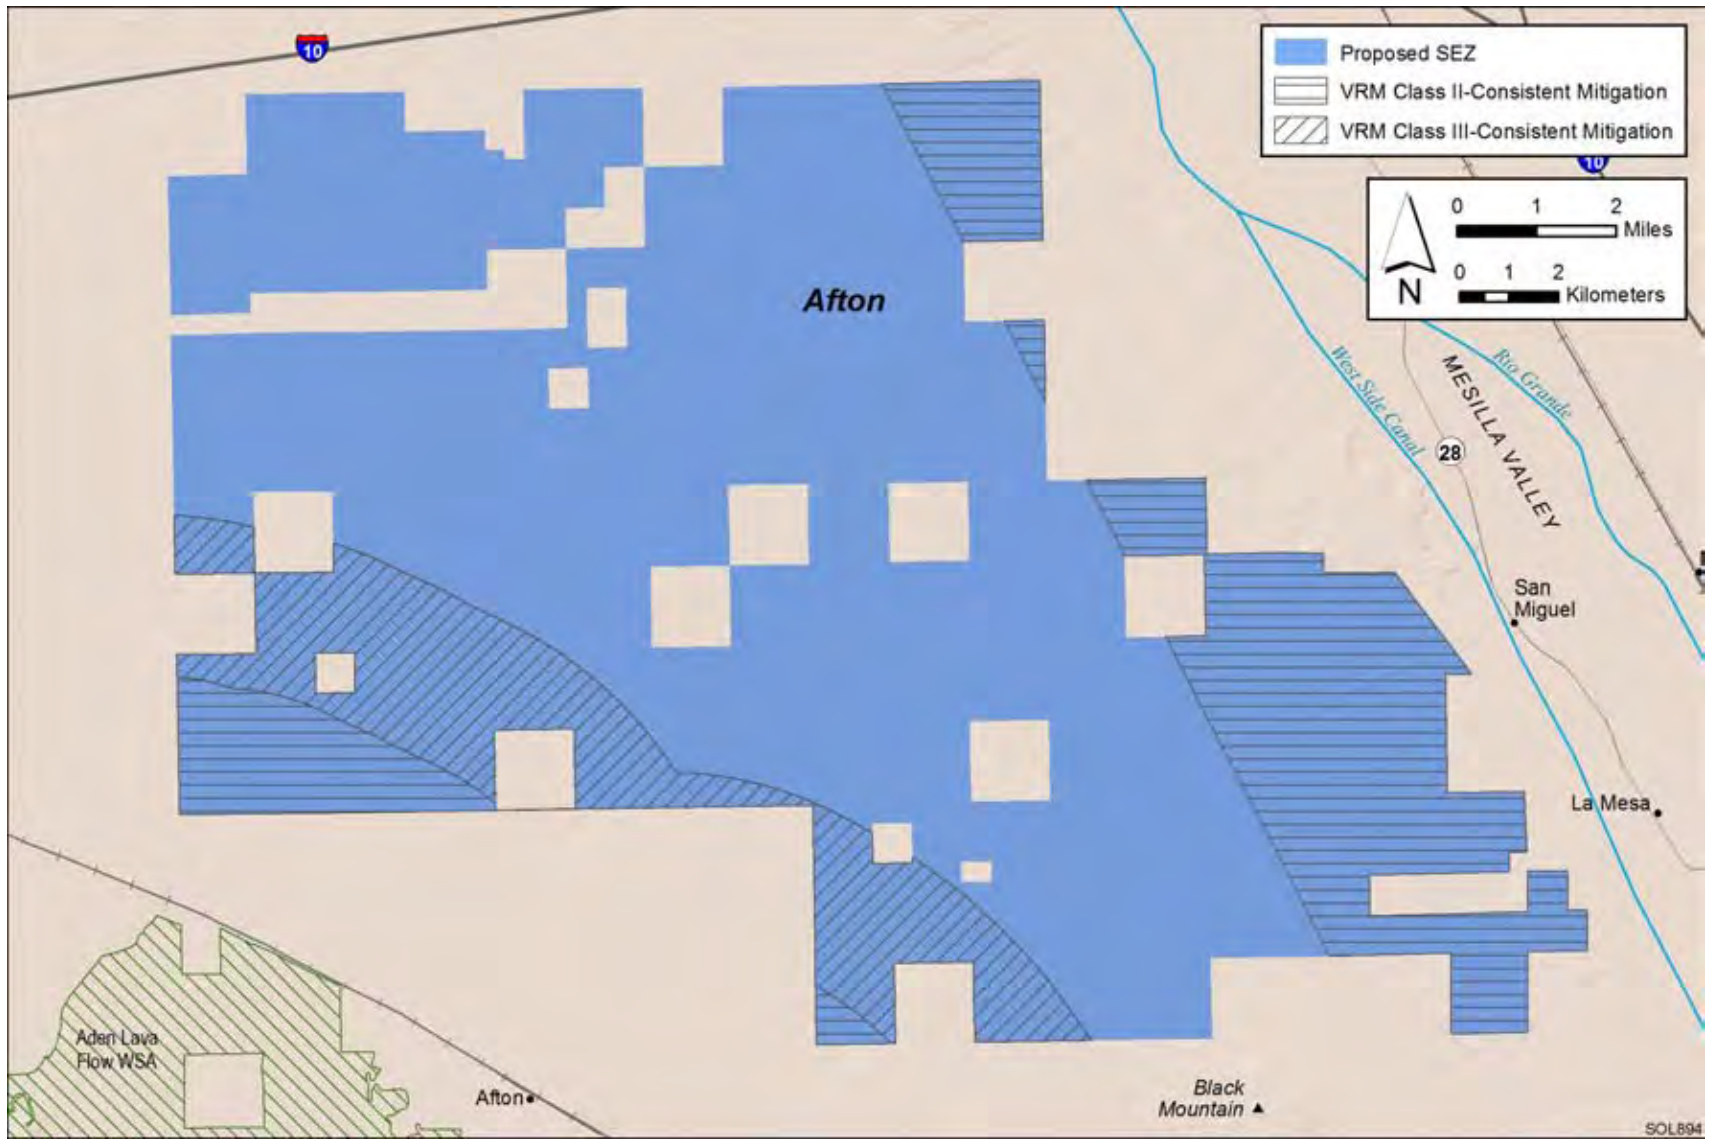 10
Proposed SEZ
VRM Class II-Consistent Mitigation
VRM Class III-Consistent Mitigation
10
0 1 2
Miles
0 1 2
Kilometers
N
Afton
West Side Canal
Rio Grande
MESILLA VALLEY
28
San
Miguel
La Mesa
Aden Lava
Flow WSA
Afton
Black
Mountain
SOL894